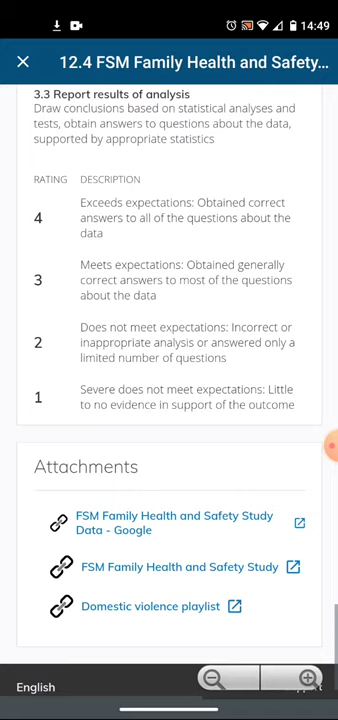 14:49
12.4 FSM Family Health and Safety...
3.3 Report results of analysis
Draw conclusions based on statistical analyses and
tests, obtain answers to questions about the data,
supported by appropriate statistics
RATING DESCRIPTION
4
Exceeds expectations: Obtained correct
answers to all of the questions about the
data
3
Meets expectations: Obtained generally
correct answers to most of the questions
about the data
2
Does not meet expectations: Incorrect or
inappropriate analysis or answered only a
limited number of questions
1
Severe does not meet expectations: Little
to no evidence in support of the outcome
Attachments
FSM Family Health and Safety Study
Data - Google
FSM Family Health and Safety Study
Domestic violence playlist
English